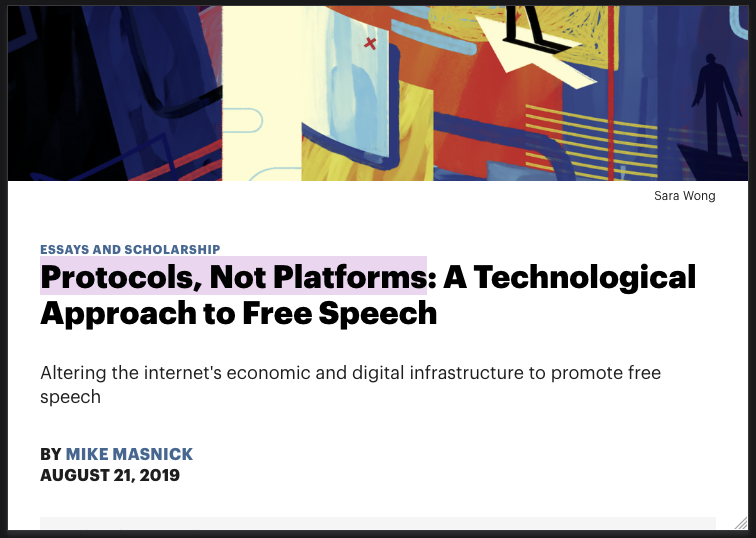 Sara Wong
ESSAYS AND SCHOLARSHIP
Protocols, Not Platforms: A Technological
Approach to Free Speech
Altering the internet's economic and digital infrastructure to promote free
speech
BY MIKE MASNICK
AUGUST 21, 2019